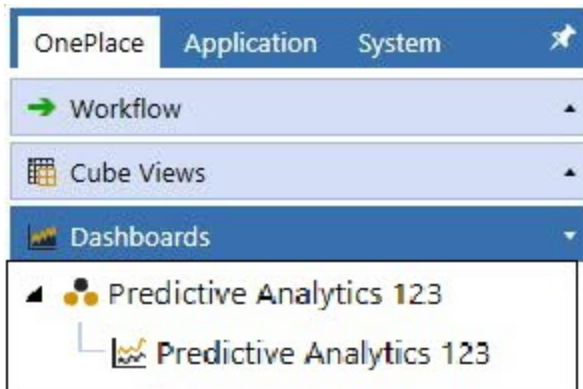 OnePlace Application System
Workflow
Cube Views
Dashboards
Predictive Analytics 123
Predictive Analytics 123